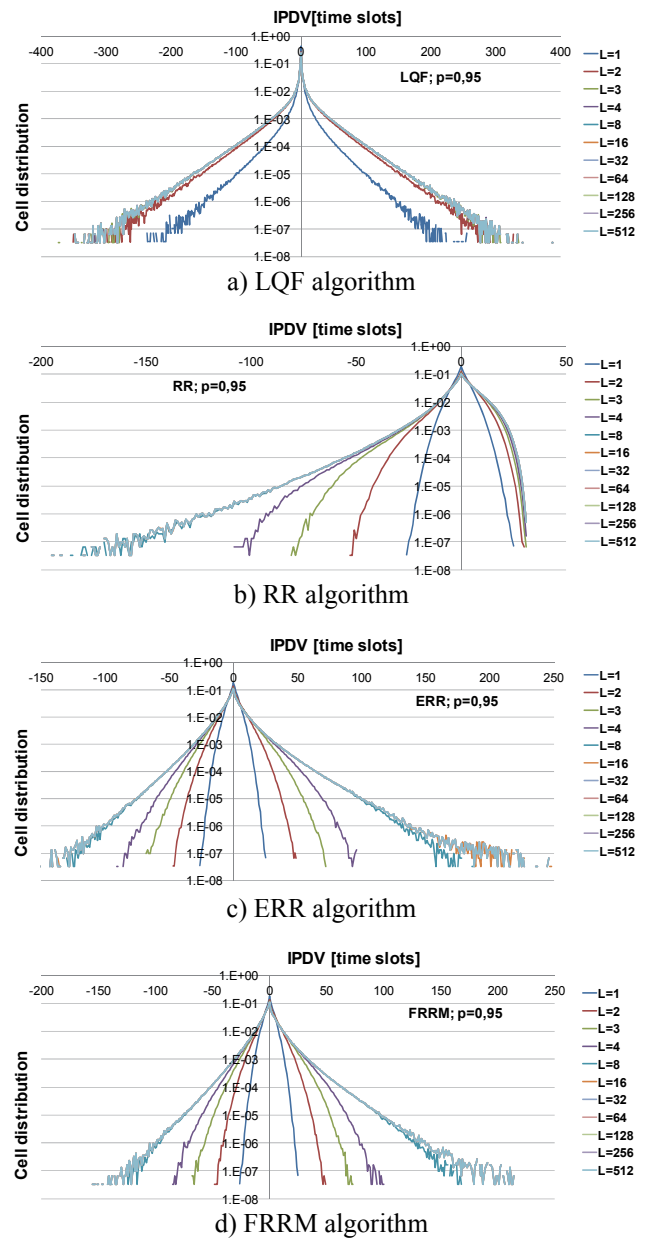 IPDV[time slots]
-400 -300 -200 -100 0 100 200 300 400
1.E+00
1.E-01
1.E-02
1.E-03
1.E-04
1.E-05
1.E-06
1.E-07
1.E-08
Cell distribution
LQF; p=0,95
L=1
L=2
L=3
L=4
L=8
L=16
L=32
L=64
L=128
L=256
L=512
a) LQF algorithm
IPDV [time slots]
-200 -150 -100 -50 0 50
1.E+00
1.E-01
1.E-02
1.E-03
1.E-04
1.E-05
1.E-06
1.E-07
1.E-08
Cell distribution
RR; p=0,95
L=1
L=2
L=3
L=4
L=8
L=16
L=32
L=64
L=128
L=256
L=512
b) RR algorithm
IPDV [time slots]
-150 -100 -50 0 50 100 150 200 250
1.E+00
1.E-01
1.E-02
1.E-03
1.E-04
1.E-05
1.E-06
1.E-07
1.E-08
Cell distribution
ERR; p=0,95
L=1
L=2
L=3
L=4
L=8
L=16
L=32
L=64
L=128
L=256
L=512
c) ERR algorithm
IPDV [time slots]
-200 -150 -100 -50 0 50 100 150 200 250
1.E+00
1.E-01
1.E-02
1.E-03
1.E-04
1.E-05
1.E-06
1.E-07
1.E-08
Cell distribution
FRRM; p=0,95
L=1
L=2
L=3
L=4
L=8
L=16
L=32
L=64
L=128
L=256
L=512
d) FRRM algorithm